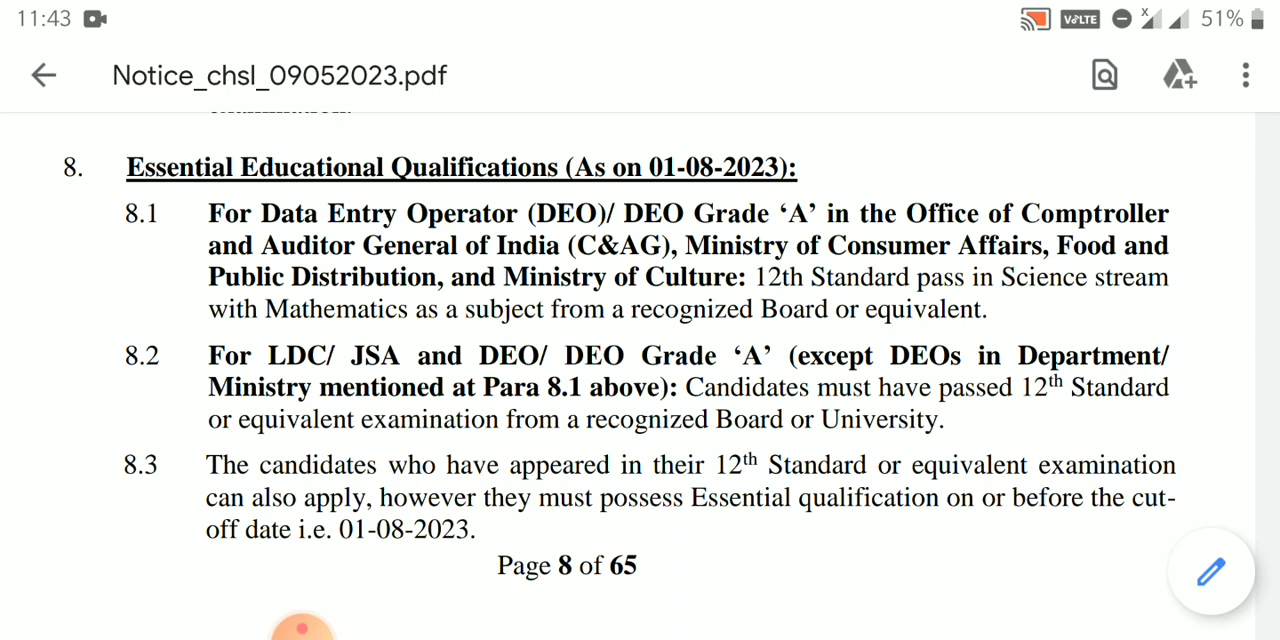 11:43
VoLTE
x
51%
Notice_chsl_09052023.pdf
8. Essential Educational Qualifications (As on 01-08-2023):
8.1 For Data Entry Operator (DEO)/ DEO Grade ‘A’ in the Office of Comptroller
and Auditor General of India (C&AG), Ministry of Consumer Affairs, Food and
Public Distribution, and Ministry of Culture: 12th Standard pass in Science stream
with Mathematics as a subject from a recognized Board or equivalent.
8.2 For LDC/ JSA and DEO/ DEO Grade ‘A’ (except DEOs in Department/
Ministry mentioned at Para 8.1 above): Candidates must have passed 12th Standard
or equivalent examination from a recognized Board or University.
8.3 The candidates who have appeared in their 12th Standard or equivalent examination
can also apply, however they must possess Essential qualification on or before the cut-
off date i.e. 01-08-2023.
Page 8 of 65